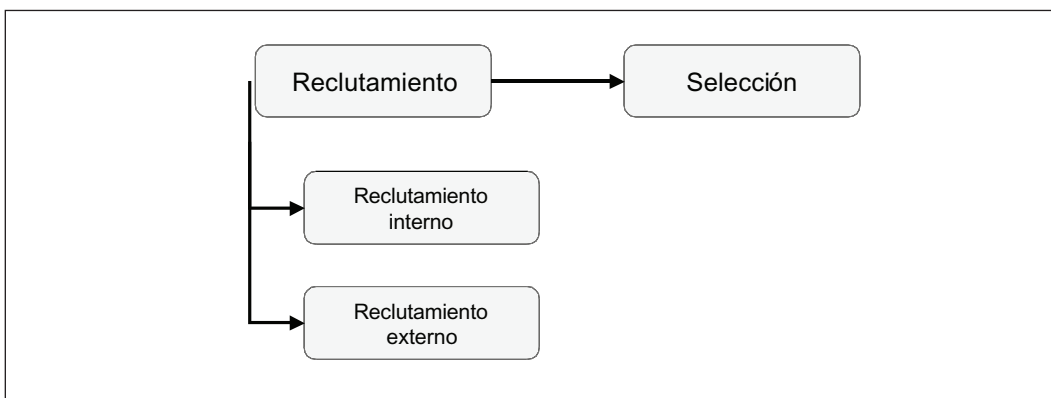 Reclutamiento
Selección
Reclutamiento
interno
Reclutamiento
externo